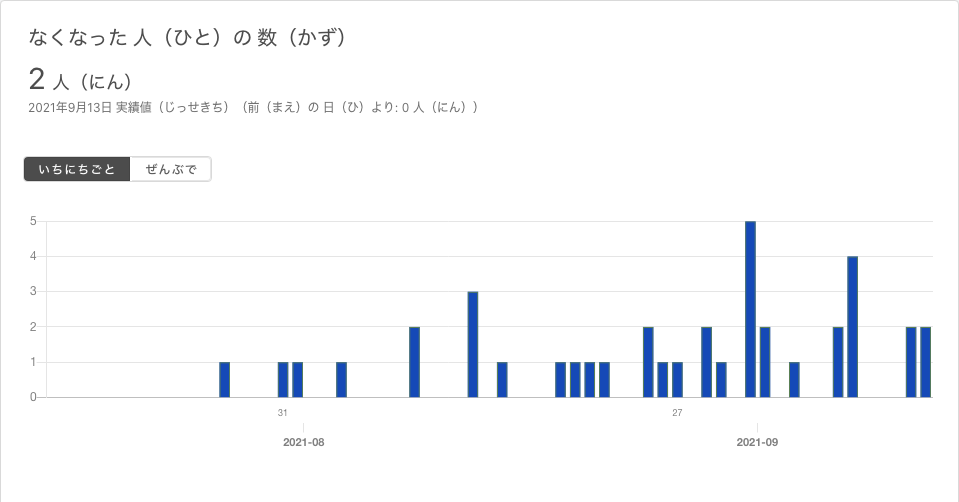 なくなった 人（ひと）の 数（かず）
2 人（にん）
2021年9月13日 実績値（じっせきち）（前（まえ）の 日（ひ）より: 0 人（にん））
いちにちごと ぜんぶで
5
4
3
2
1
0
31 27
2021-08 2021-09